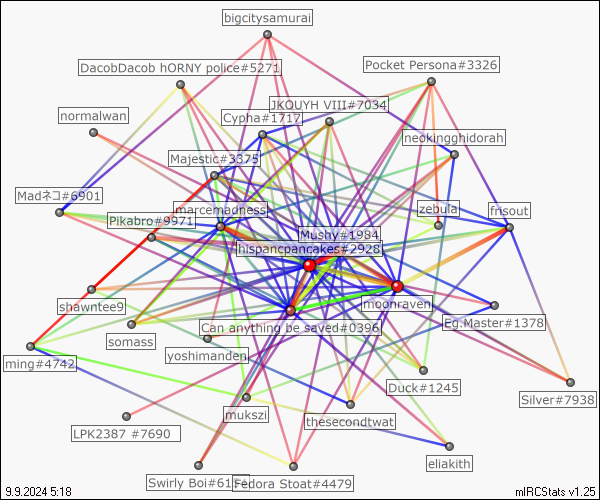 bigcitysamurai
DacobDacob hORNY police#5271
Pocket Persona#3326
JKOUYH VIII#7034
normalwan
Cypha#1717
neokingghidorah
Majestic#3375
Madネコ#6901
marcemadness
zebula
frisout
Pikabro#9971
Mushy#1984
hispancpancakes#2928
shawntee9
moonraven
Eg.Master#1378
Can anything be saved#0396
somass
yoshimanden
ming#4742
Duck#1245
Silver#7938
mukszi
thesecondtwat
LPK2387 #7690
eliakith
Swirly Boi#61
Fedora Stoat#4479
9.9.2024 5:18
mIRCStats v1.25